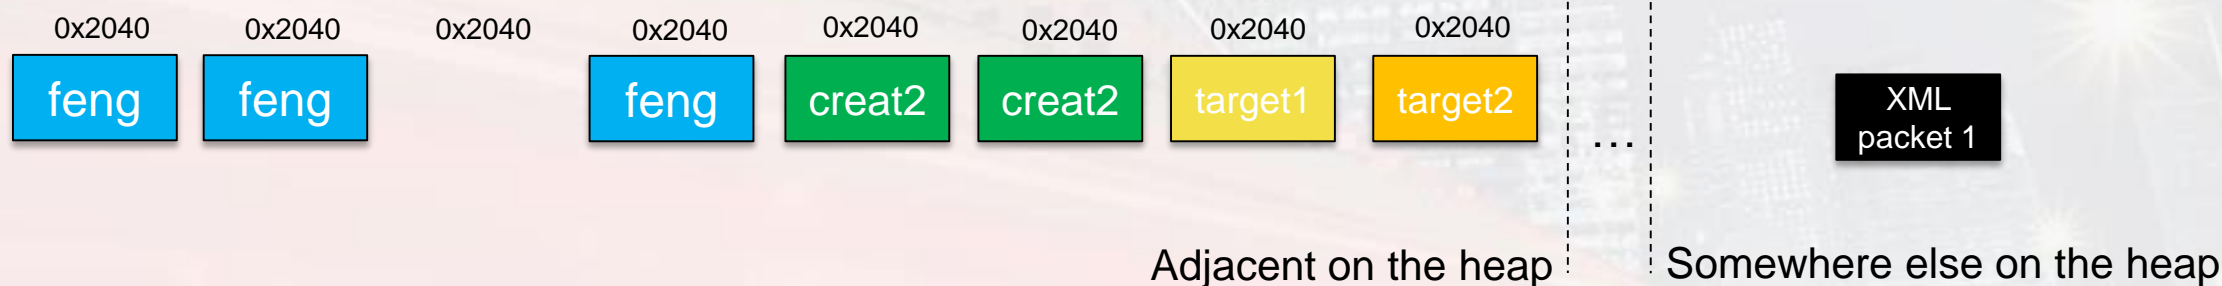 0x2040 0x2040 0x2040 0x2040 0x2040 0x2040 0x2040 0x2040
feng feng feng creat2 creat2 target1 target2
XML
packet 1
...
Adjacent on the heap
Somewhere else on the heap